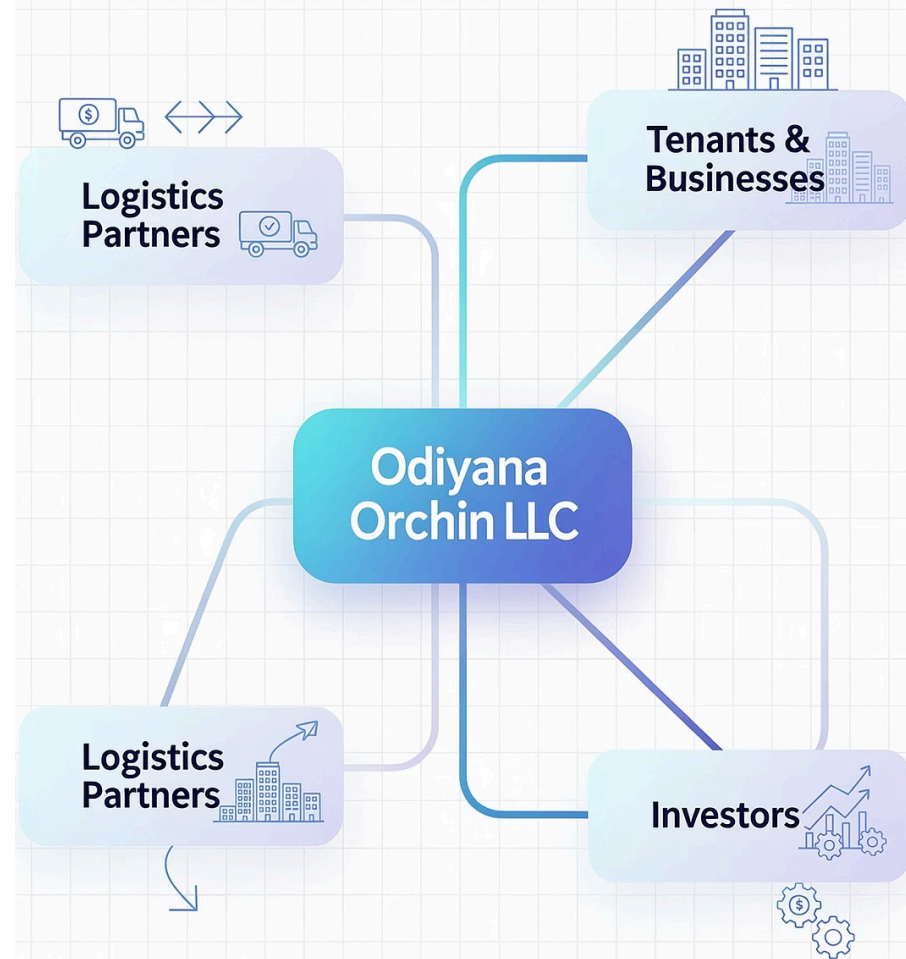 Logistics
Partners
Tenants &
Businesses
Odiyana
Orchin LLC
Logistics
Partners
Investors